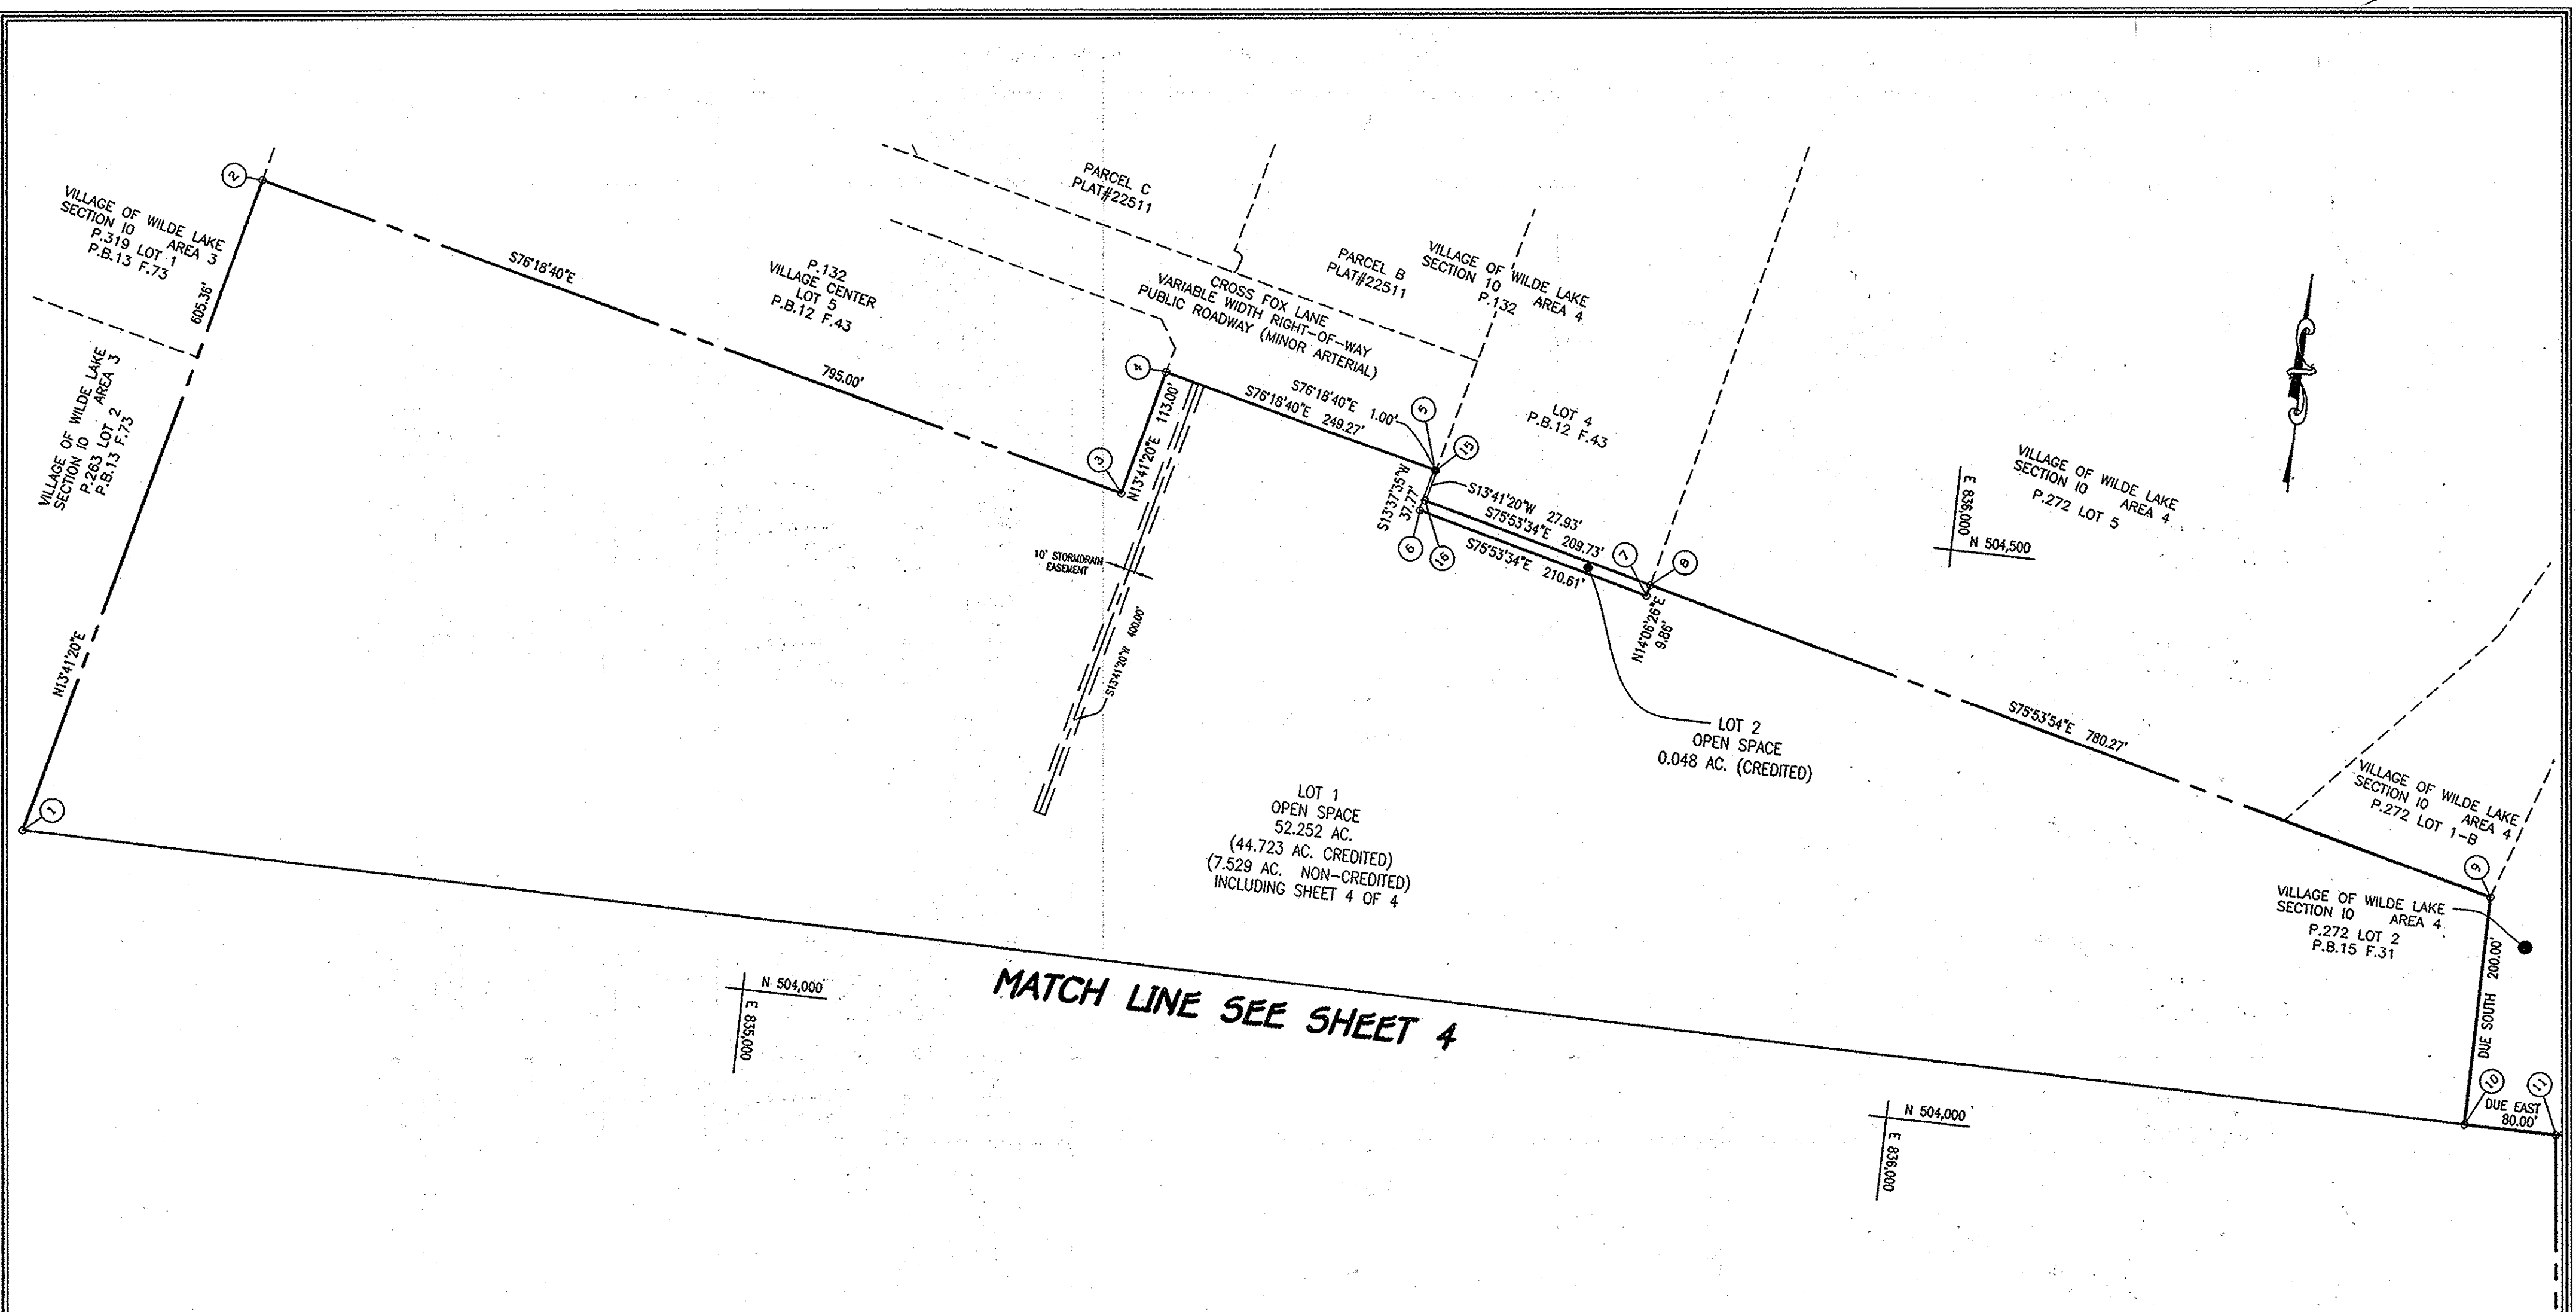 2
VILLAGE OF WILDE LAKE
SECTION 10 AREA 3
P.319 LOT 1
P.B.13 F.73
605.36'
VILLAGE OF WILDE LAKE
SECTION 10 AREA 3
P.263 LOT 2
P.B.13 F.73
N13°41'20"E
1
S76°18'40"E
795.00'
P.132
VILLAGE CENTER
LOT 5
P.B.12 F.43
PARCEL C
PLAT#22511
PARCEL B
PLAT#22511
VILLAGE OF WILDE LAKE
SECTION 10 AREA 4
P.132
CROSS FOX LANE
VARIABLE WIDTH RIGHT-OF-WAY
PUBLIC ROADWAY (MINOR ARTERIAL)
4
3
N13°41'20"E 113.00'
S76°18'40"E 1.00'
S76°18'40"E 249.27'
5
15
LOT 4
P.B.12 F.43
S13°37'35"W
37.77'
S13°41'20"W 27.93'
S75°53'34"E 209.73'
S75°53'34"E 210.61'
6
16
7
8
N14°06'26"E
9.86'
10' STORMDRAIN
EASEMENT
S13°41'20"W 400.00'
VILLAGE OF WILDE LAKE
SECTION 10 AREA 4
P.272 LOT 5
E 836,000
N 504,500
LOT 2
OPEN SPACE
0.048 AC. (CREDITED)
S75°53'54"E 780.27'
LOT 1
OPEN SPACE
52.252 AC.
(44.723 AC. CREDITED)
(7.529 AC. NON-CREDITED)
INCLUDING SHEET 4 OF 4
VILLAGE OF WILDE LAKE
SECTION 10 AREA 4
P.272 LOT 1-B
9
VILLAGE OF WILDE LAKE
SECTION 10 AREA 4
P.272 LOT 2
P.B.15 F.31
DUE SOUTH 200.00'
N 504,000
E 835,000
MATCH LINE SEE SHEET 4
10
11
DUE EAST
80.00'
N 504,000
E 836,000